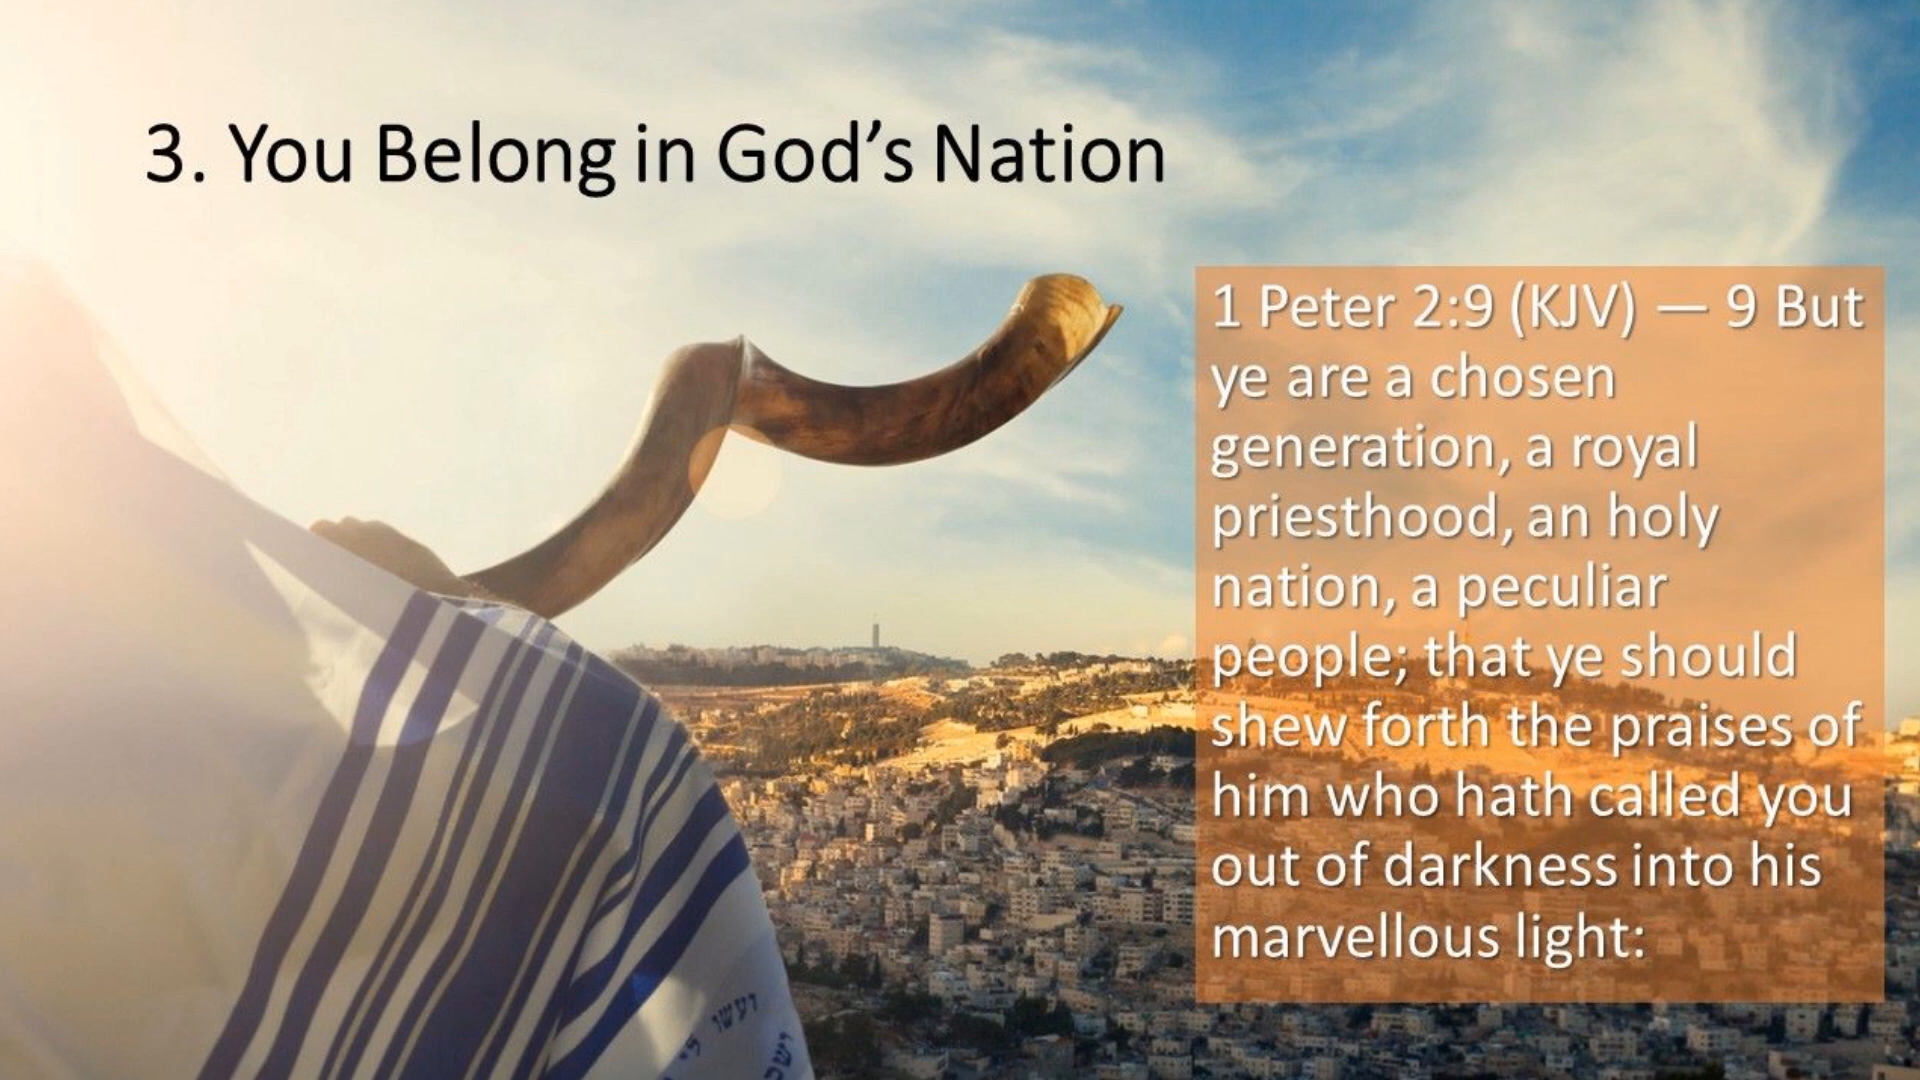 3. You Belong in God’s Nation
1 Peter 2:9 (KJV) — 9 But
ye are a chosen
generation, a royal
priesthood, an holy
nation, a peculiar
people; that ye should
shew forth the praises of
him who hath called you
out of darkness into his
marvellous light:
ועשו